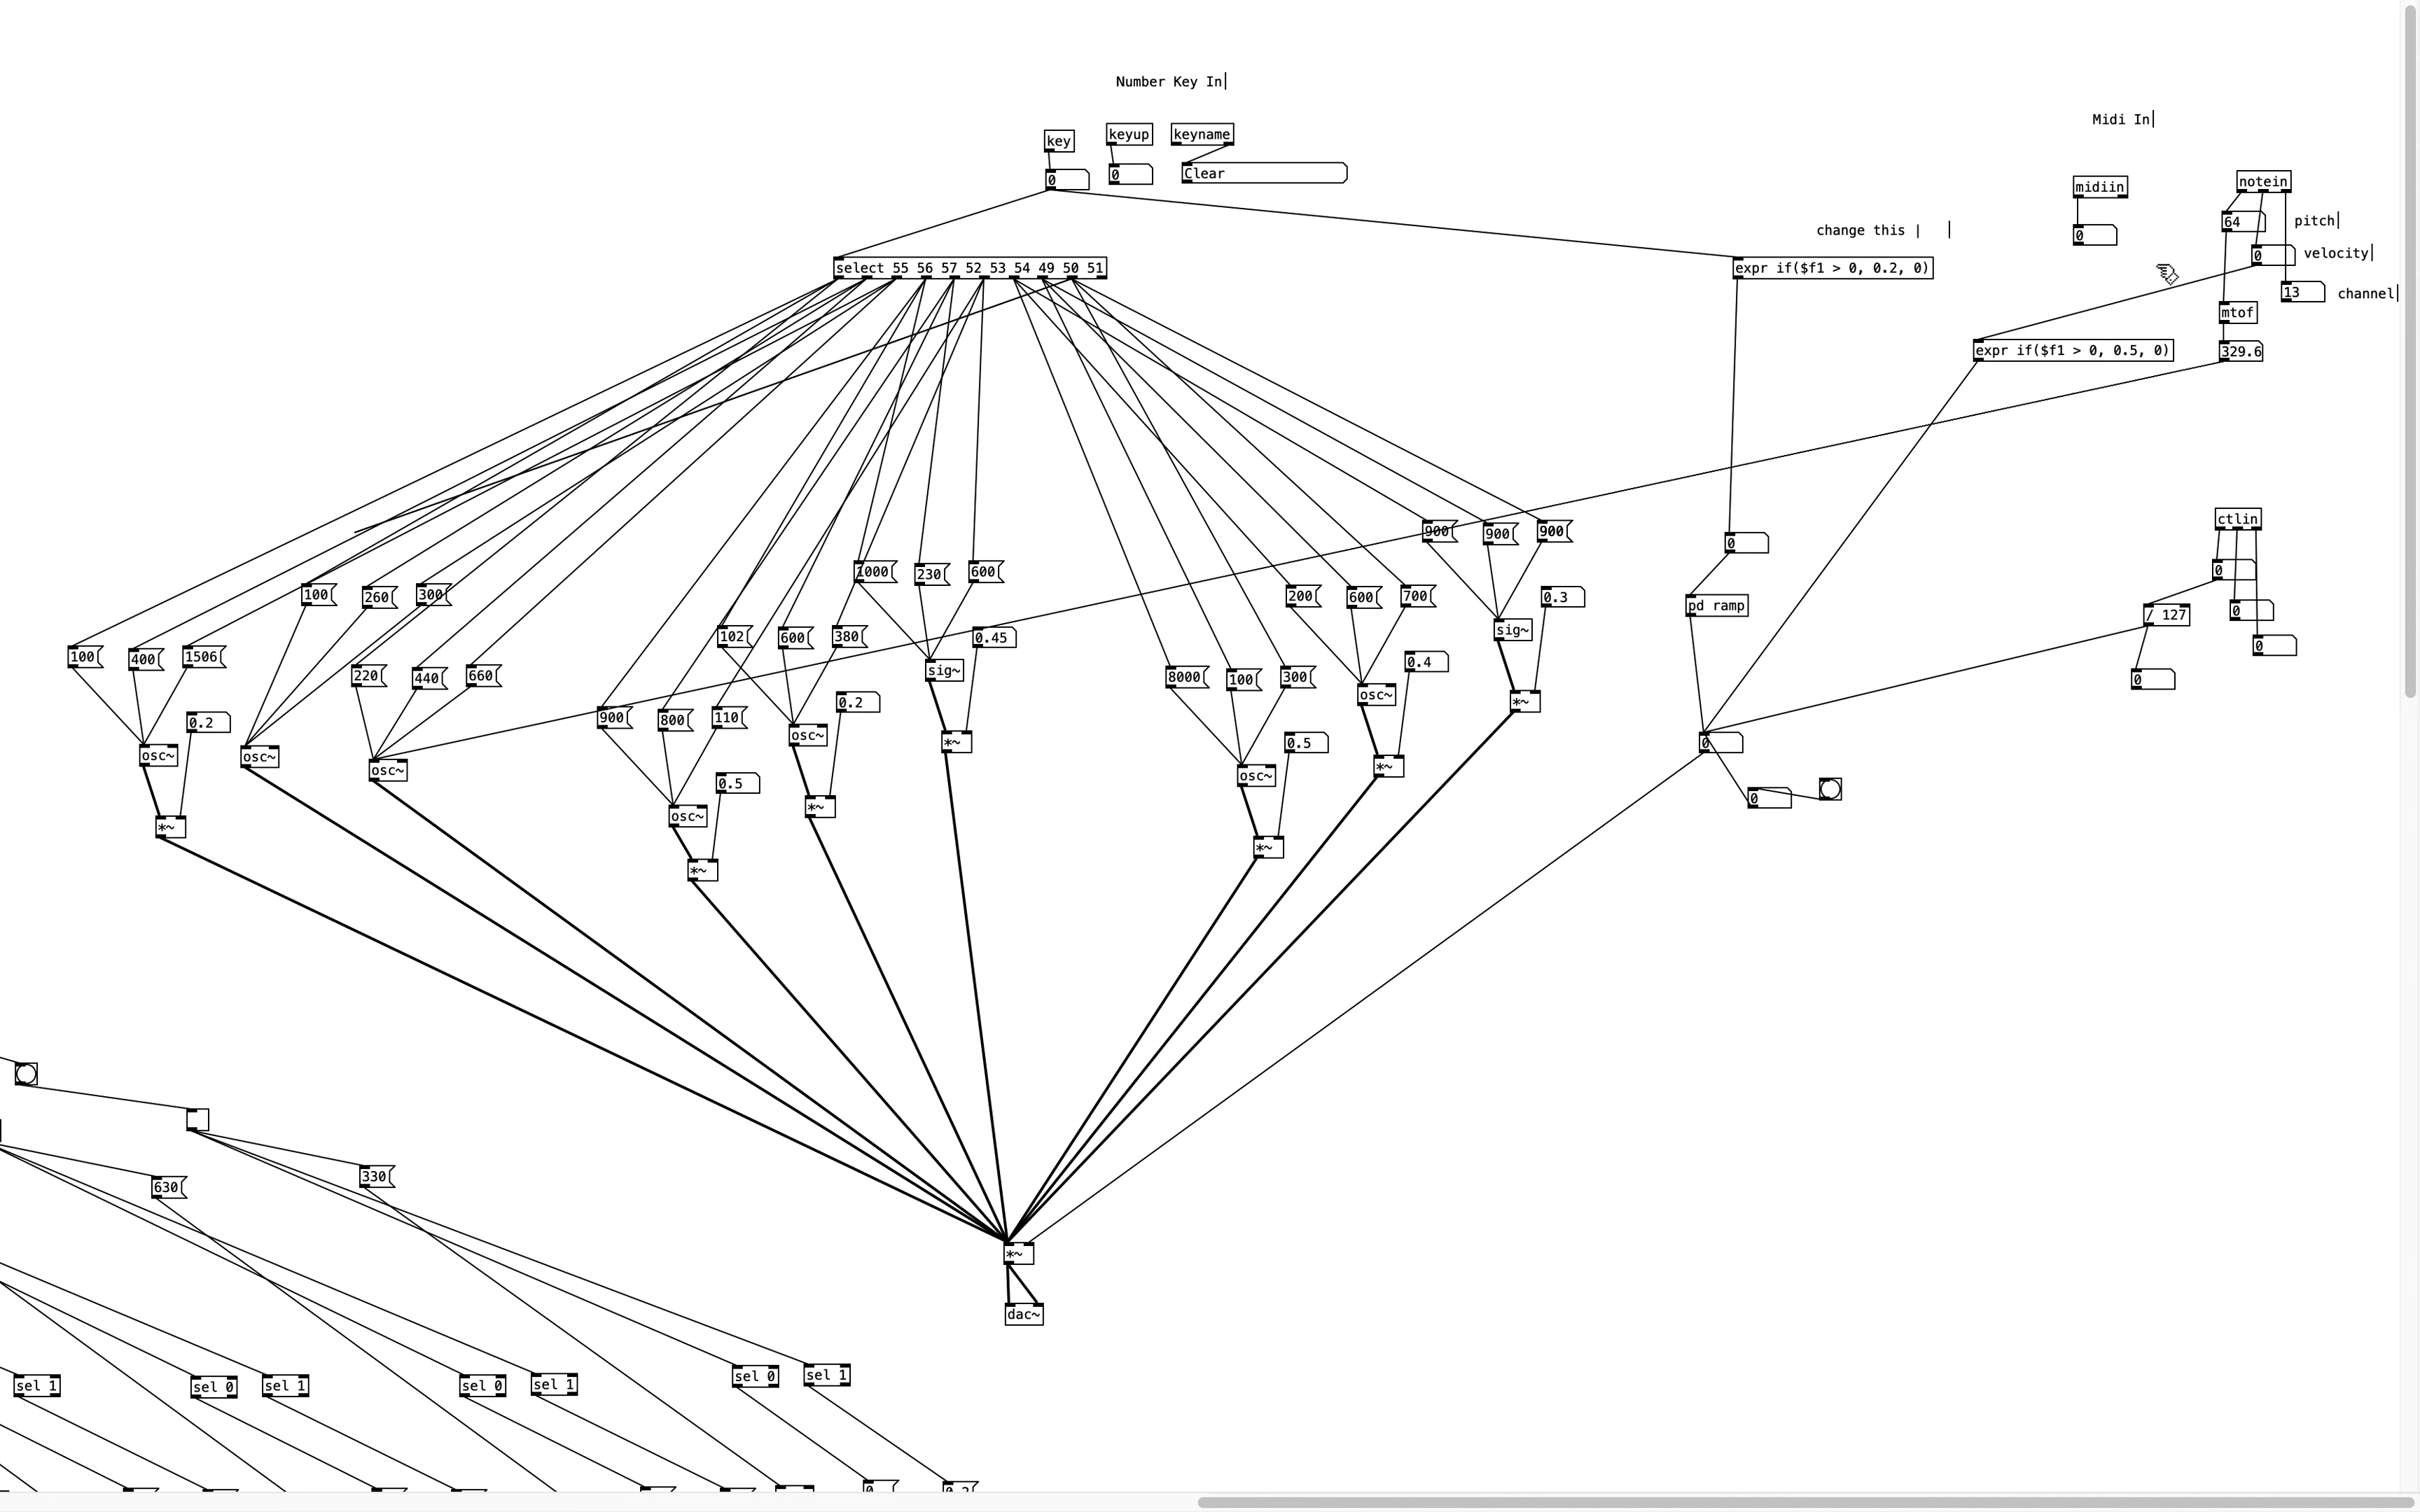 Number Key In
Midi In
key
keyup
keyname
0
0
Clear
midiin
notein
0
64
pitch
0
velocity
13
channel
change this |
select 55 56 57 52 53 54 49 50 51
expr if($f1 > 0, 0.2, 0)
mtof
329.6
expr if($f1 > 0, 0.5, 0)
ctlin
0
0
0
/ 127
0
900
900
900
0
0.3
pd ramp
sig~
*~
1000
230
600
100
260
300
200
600
700
102
600
380
0.45
100
400
1506
220
440
660
sig~
0.4
8000
100
300
osc~
0.2
900
800
110
0.2
osc~
*~
0.5
0
osc~
osc~
osc~
0.5
osc~
*~
osc~
*~
0
*~
osc~
*~
*~
330
630
*~
dac~
sel 1
sel 0
sel 1
sel 0
sel 1
sel 0
sel 1